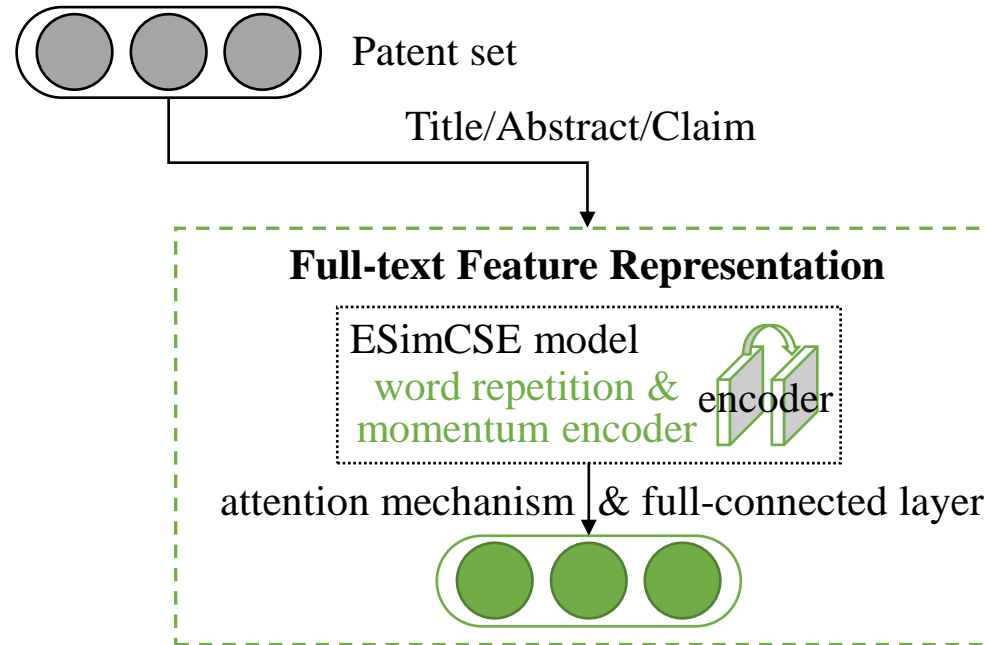 Patent set
Title/Abstract/Claim
Full-text Feature Representation
ESimCSE model
word repetition &
momentum encoder
encoder
attention mechanism & full-connected layer